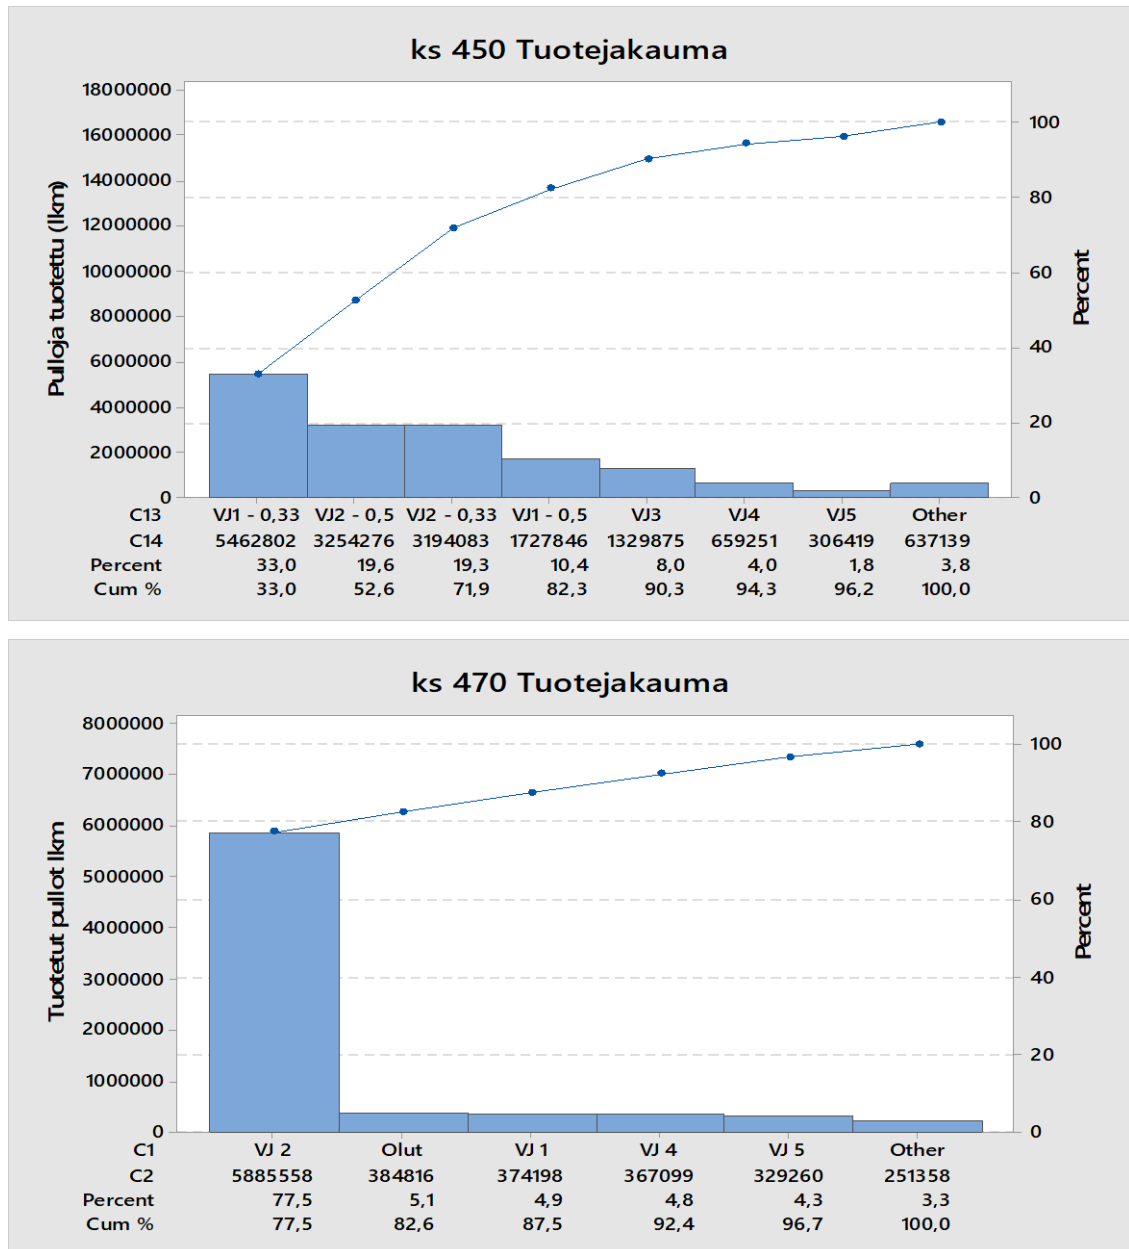 ks 450 Tuotejakauma
Pulloja tuotettu (lkm)
18000000
16000000
14000000
12000000
10000000
8000000
6000000
4000000
2000000
0
100
80
60
40
20
0
Percent
C13 VJ1 - 0,33 VJ2 - 0,5 VJ2 - 0,33 VJ1 - 0,5 VJ3 VJ4 VJ5 Other
C14 5462802 3254276 3194083 1727846 1329875 659251 306419 637139
Percent 33,0 19,6 19,3 10,4 8,0 4,0 1,8 3,8
Cum % 33,0 52,6 71,9 82,3 90,3 94,3 96,2 100,0
ks 470 Tuotejakauma
Tuotetut pullot lkm
8000000
7000000
6000000
5000000
4000000
3000000
2000000
1000000
0
100
80
60
40
20
0
Percent
C1 VJ 2 Olut VJ 1 VJ 4 VJ 5 Other
C2 5885558 384816 374198 367099 329260 251358
Percent 77,5 5,1 4,9 4,8 4,3 3,3
Cum % 77,5 82,6 87,5 92,4 96,7 100,0